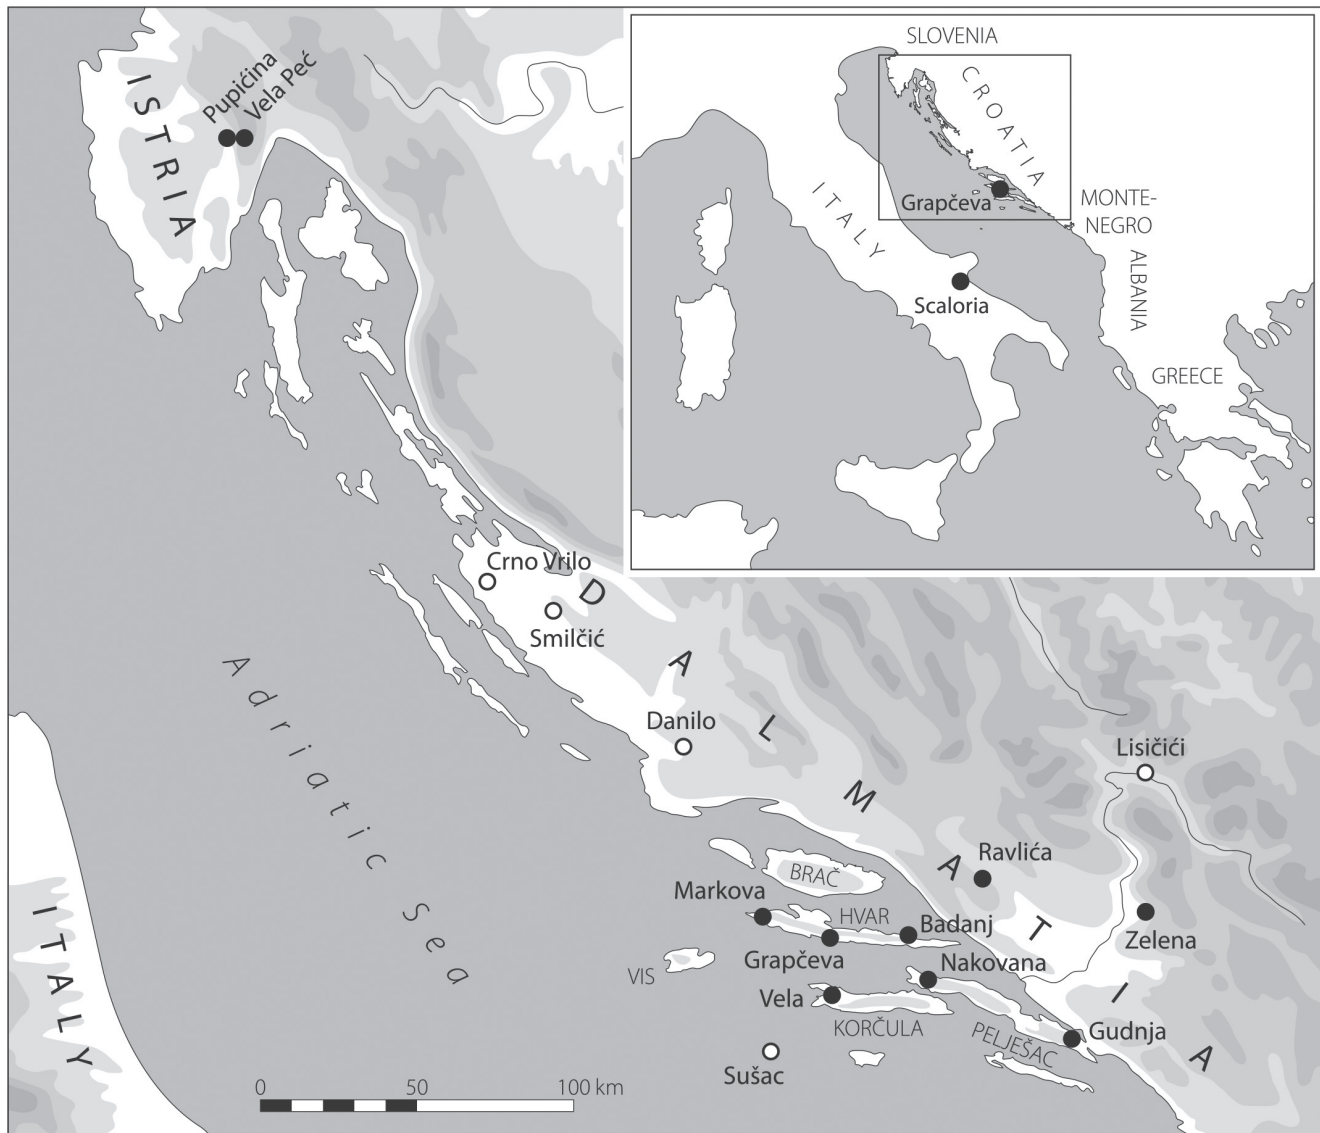 SLOVENIA
CROATIA
ITALY
Grapčeva
MONTE-
NEGRO
ALBANIA
Scaloria
GREECE
ISTRIA
Pupićina
Vela Peć
Crno Vrilo
Smilčić
DALMATIA
Adriatic Sea
Danilo
Lisičići
Ravlića
BRAČ
Markova
HVAR
Badanj
Zelena
Grapčeva
Nakovana
VIS
Vela
KORČULA
PELJEŠAC
Gudnja
Sušac
ITALY
0 50 100 km